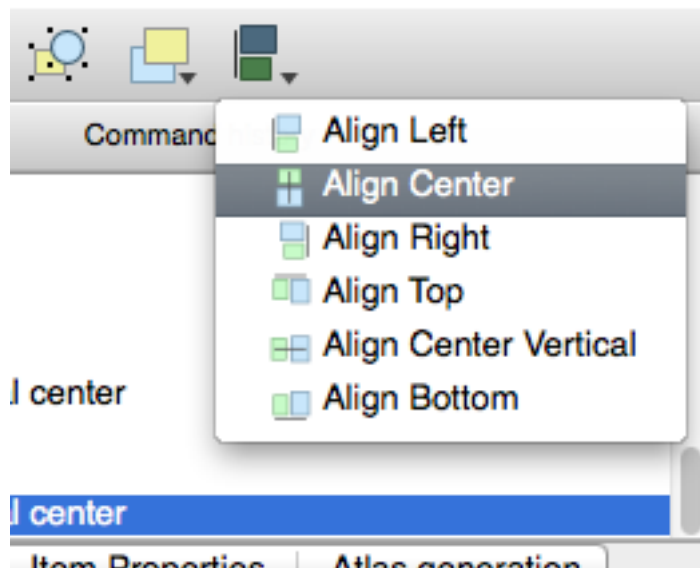 Command
Align Left
Align Center
Align Right
Align Top
Align Center Vertical
Align Bottom
l center
l center
Item Properties
Atlas generation